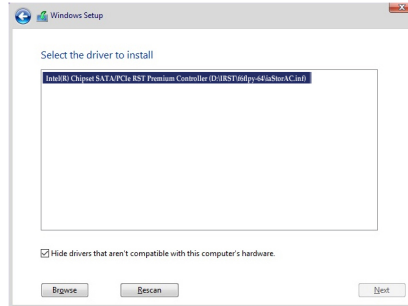 Windows Setup
Select the driver to install
Intel(R) Chipset SATA/PCIe RST Premium Controller (D:\IRST\f6flpy-64\iaStorAC.inf)
Hide drivers that aren't compatible with this computer's hardware.
Browse
Rescan
Next